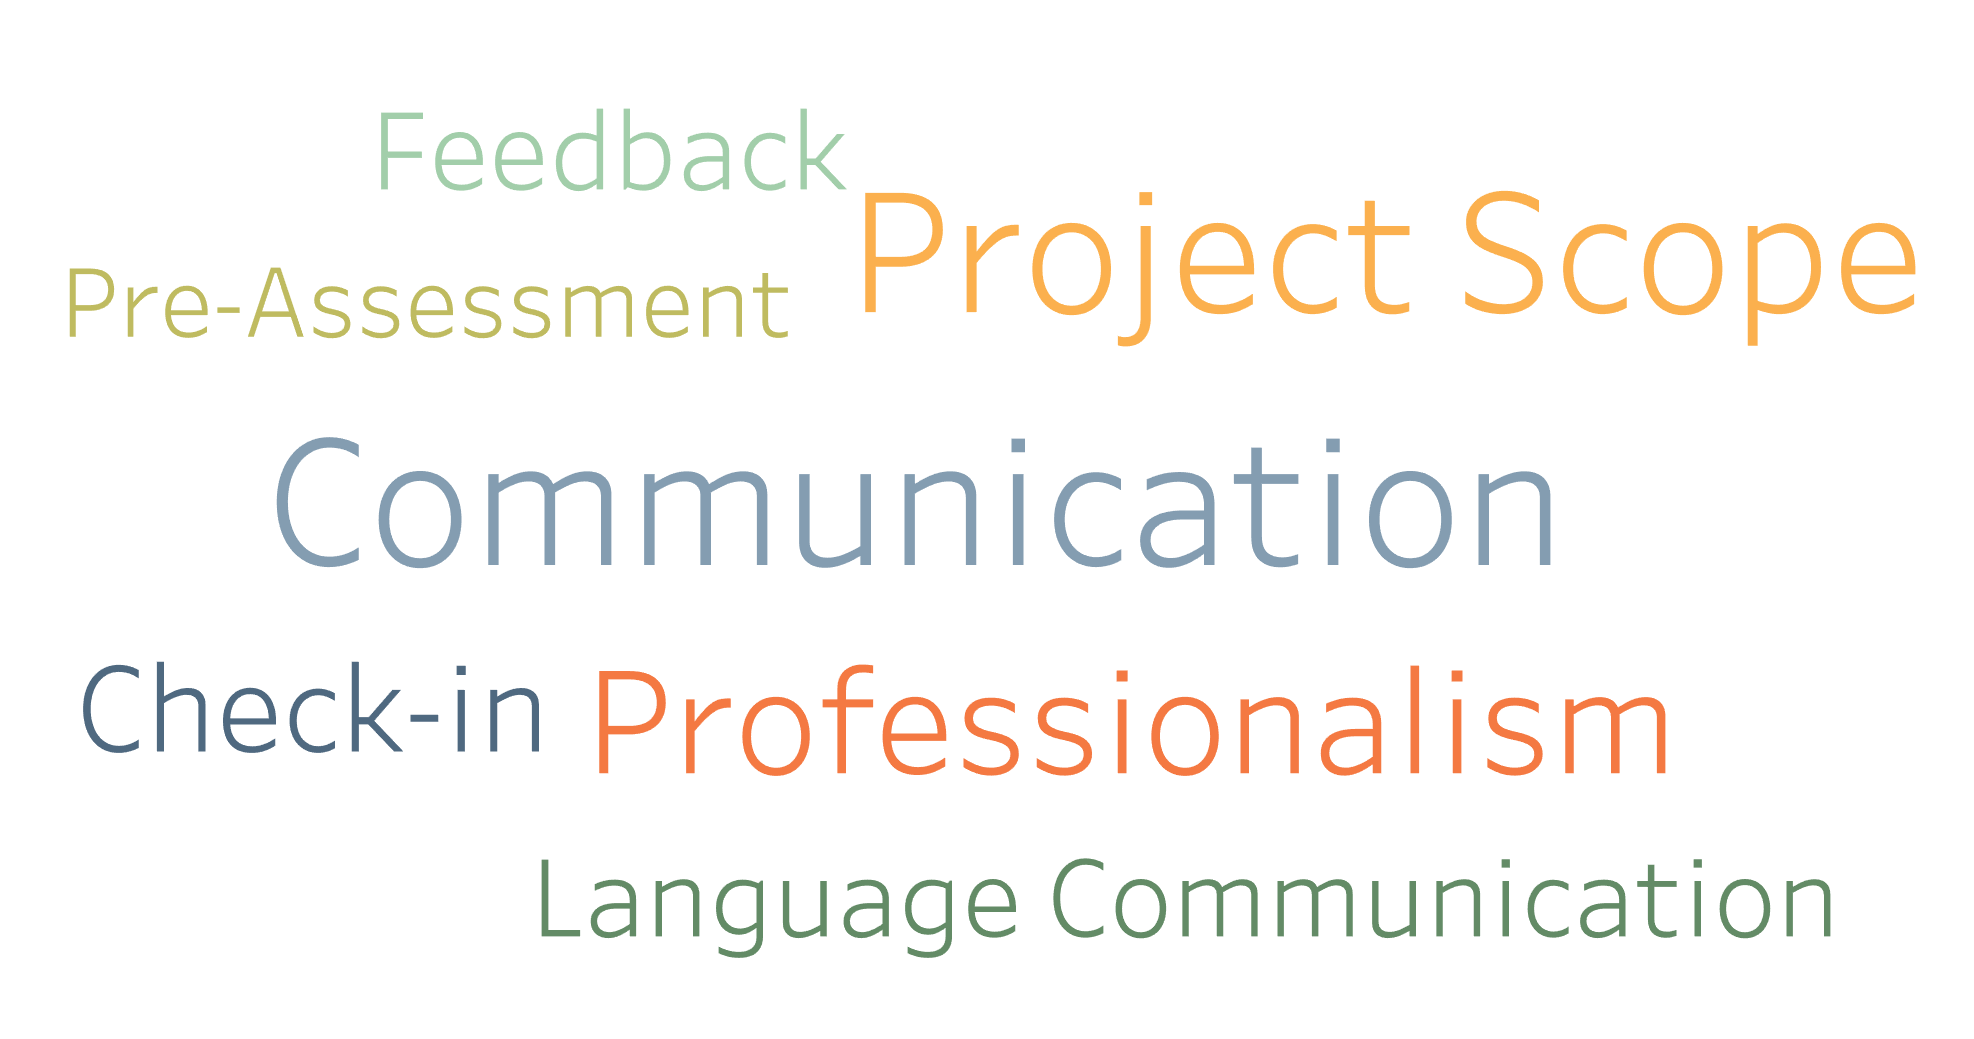 Feedback
Project Scope
Pre-Assessment
Communication
Check-in
Professionalism
Language Communication